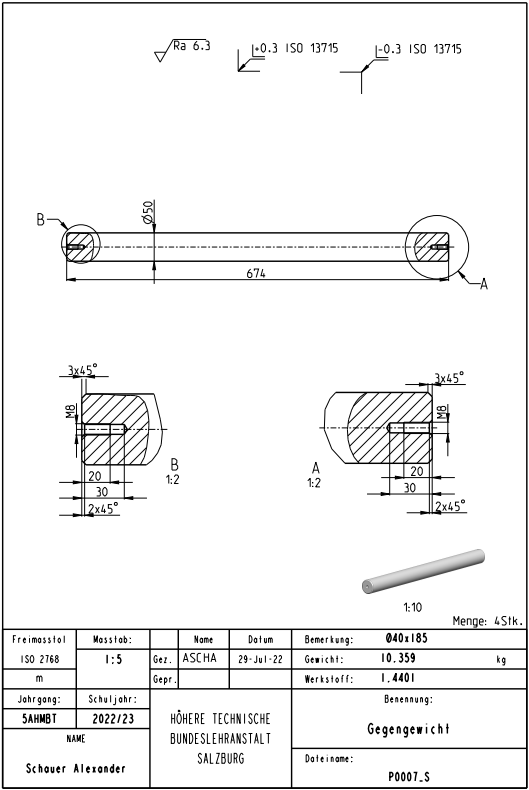 Ra 6.3
+0.3 ISO 13715
-0.3 ISO 13715
B
Ø50
674
A
3x45°
M8
20
30
2x45°
B
1:2
3x45°
M8
20
30
2x45°
A
1:2
1:10
Menge: 4Stk.
Freimasstol
Masstab:
Name
Datum
Bemerkung: Ø40x185
ISO 2768
1:5
Gez. ASCHA 29-Jul-22
Gewicht: 10.359 kg
m
Gepr.
Werkstoff: 1.4401
Jahrgang:
Schuljahr:
5AHMBT
2022/23
HÖHERE TECHNISCHE
BUNDESLEHRANSTALT
SALZBURG
Benennung:
Gegengewicht
NAME
Schauer Alexander
Dateiname:
P0007_S